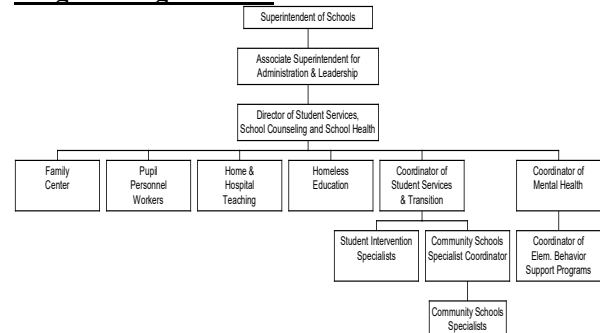 Superintendent of Schools
Associate Superintendent for
Administration & Leadership
Director of Student Services,
School Counseling and School Health
Family
Center
Pupil
Personnel
Workers
Home &
Hospital
Teaching
Homeless
Education
Coordinator of
Student Services
& Transition
Coordinator of
Mental Health
Student Intervention
Specialists
Community Schools
Specialist Coordinator
Coordinator of
Elem. Behavior
Support Programs
Community Schools
Specialists